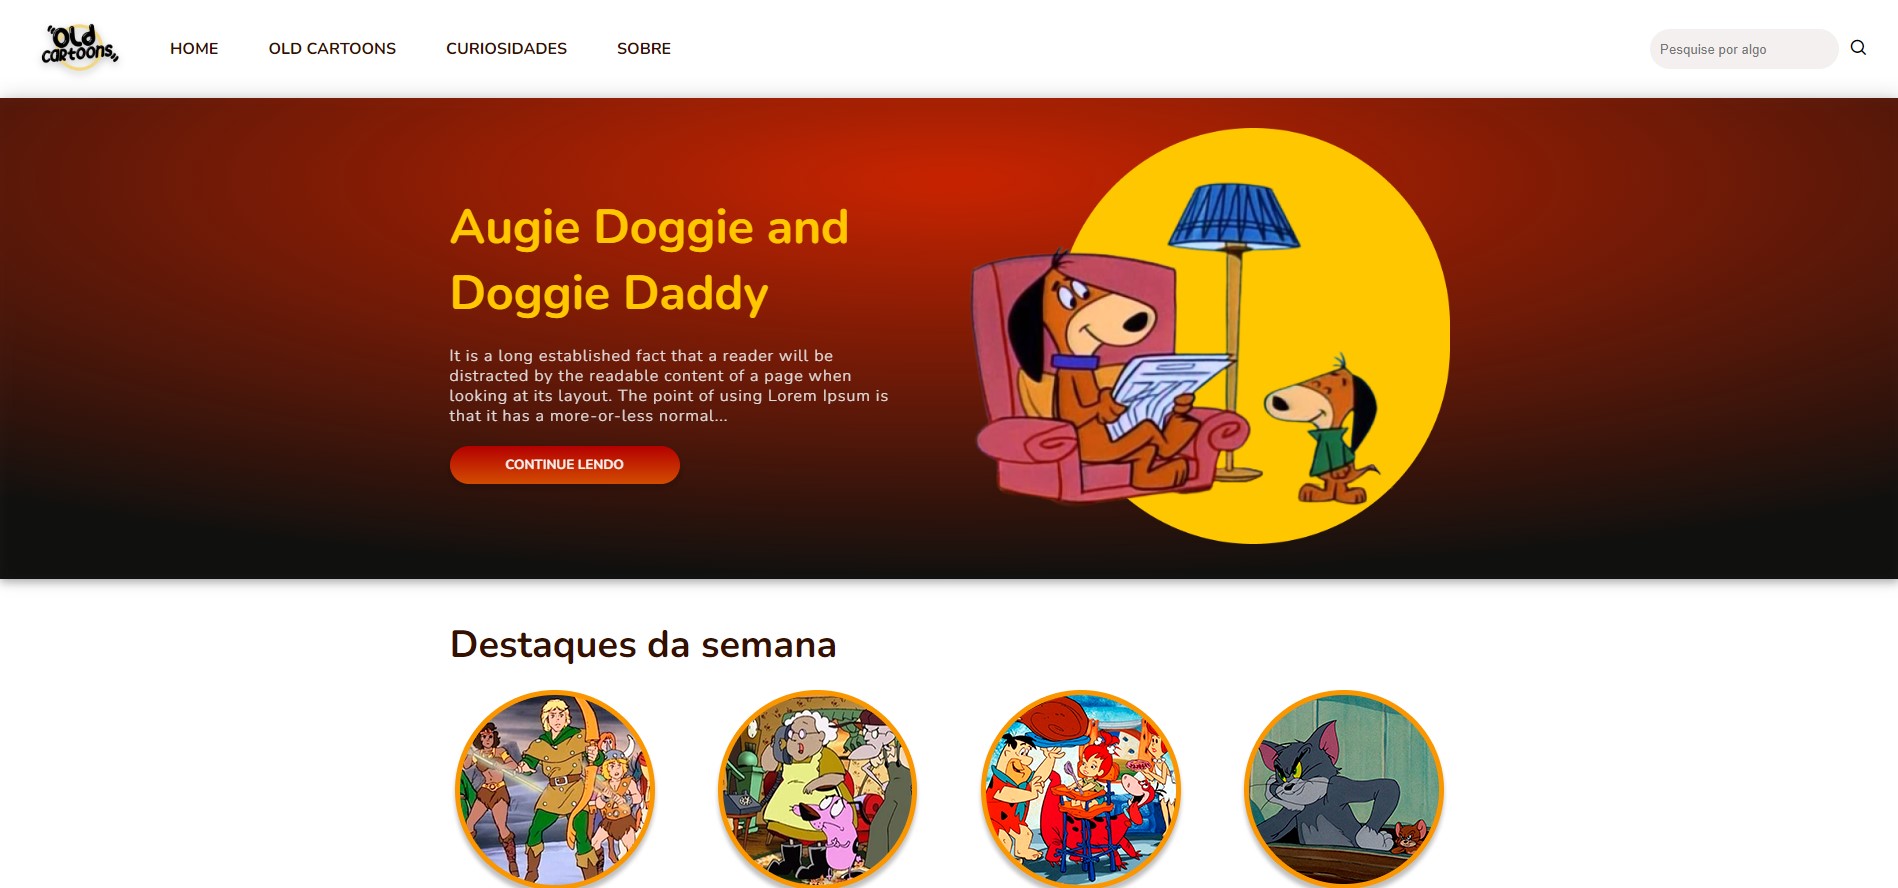 "OLd
cartoons"
HOME
OLD CARTOONS
CURIOSIDADES
SOBRE
Pesquise por algo
Augie Doggie and
Doggie Daddy
It is a long established fact that a reader will be
distracted by the readable content of a page when
looking at its layout. The point of using Lorem Ipsum is
that it has a more-or-less normal...
CONTINUE LENDO
Destaques da semana